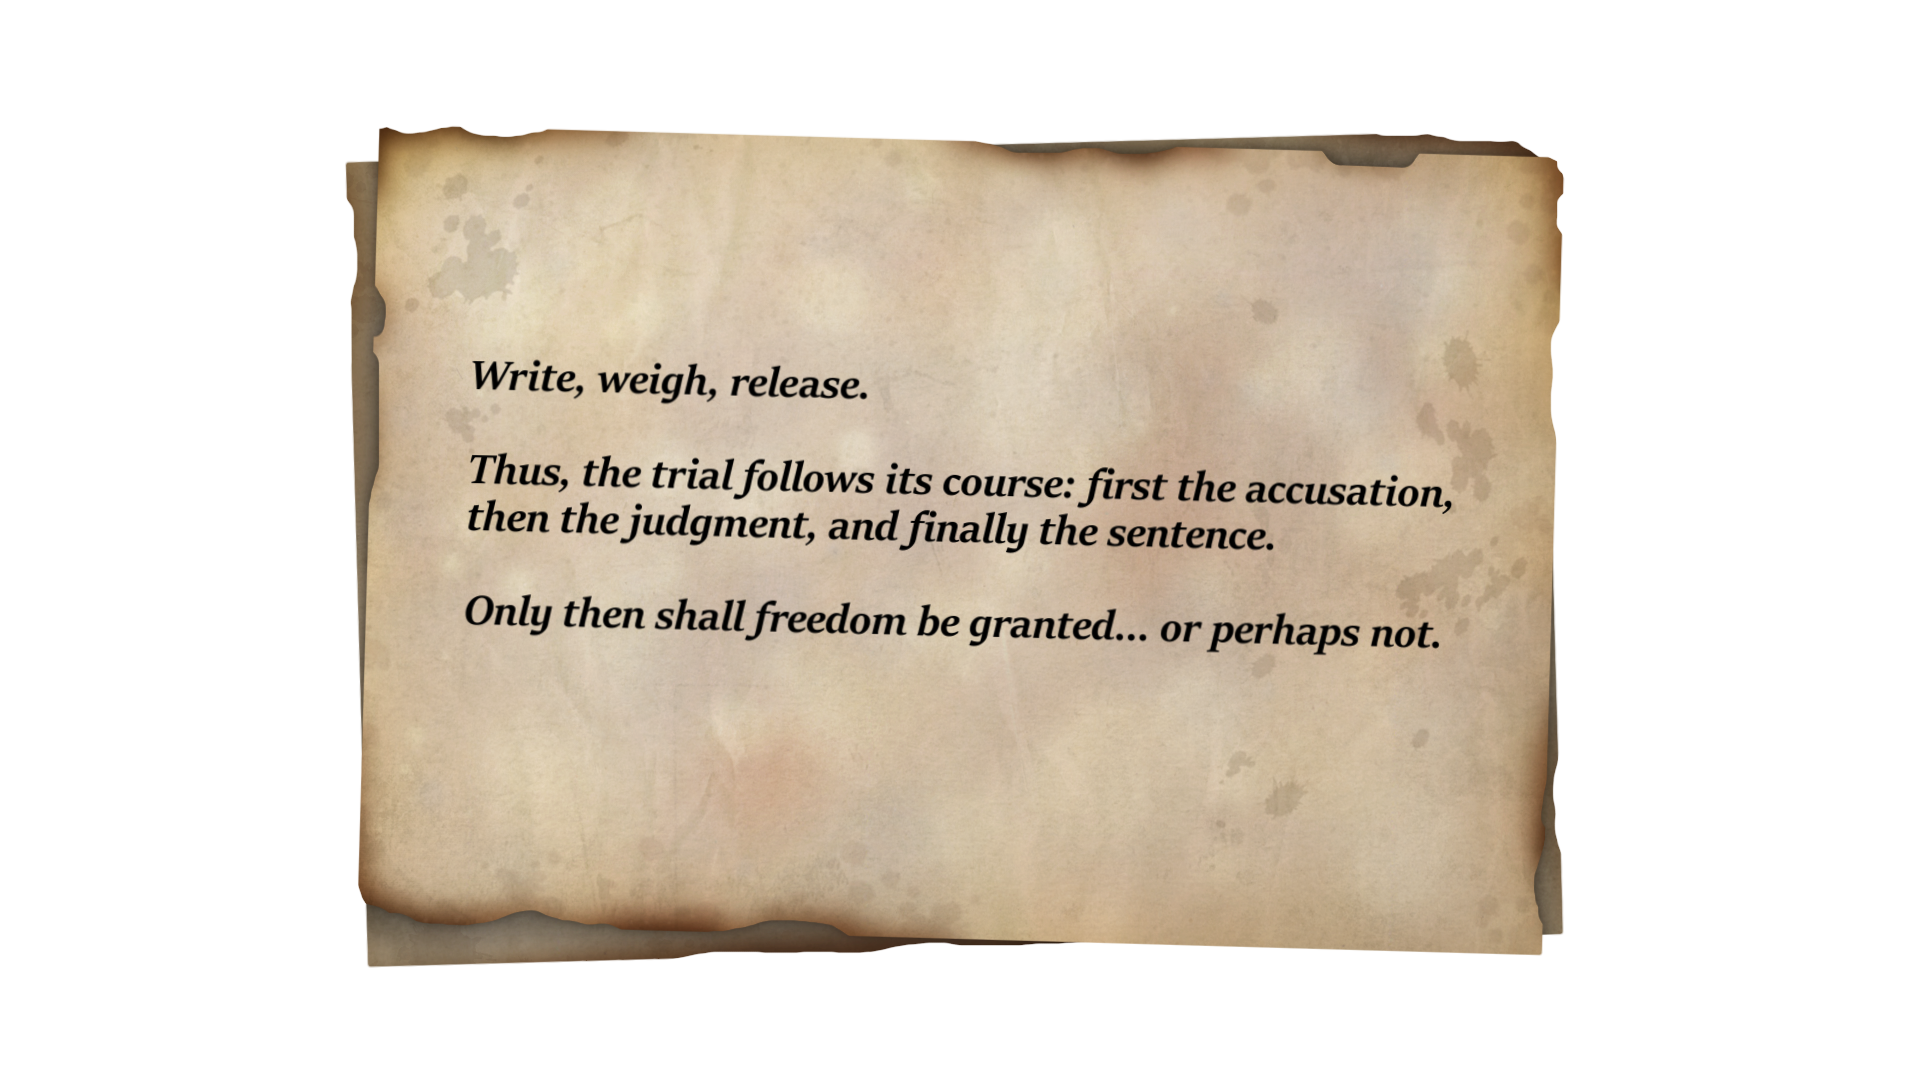 Write, weigh, release.
Thus, the trial follows its course: first the accusation,
then the judgment, and finally the sentence.
Only then shall freedom be granted... or perhaps not.